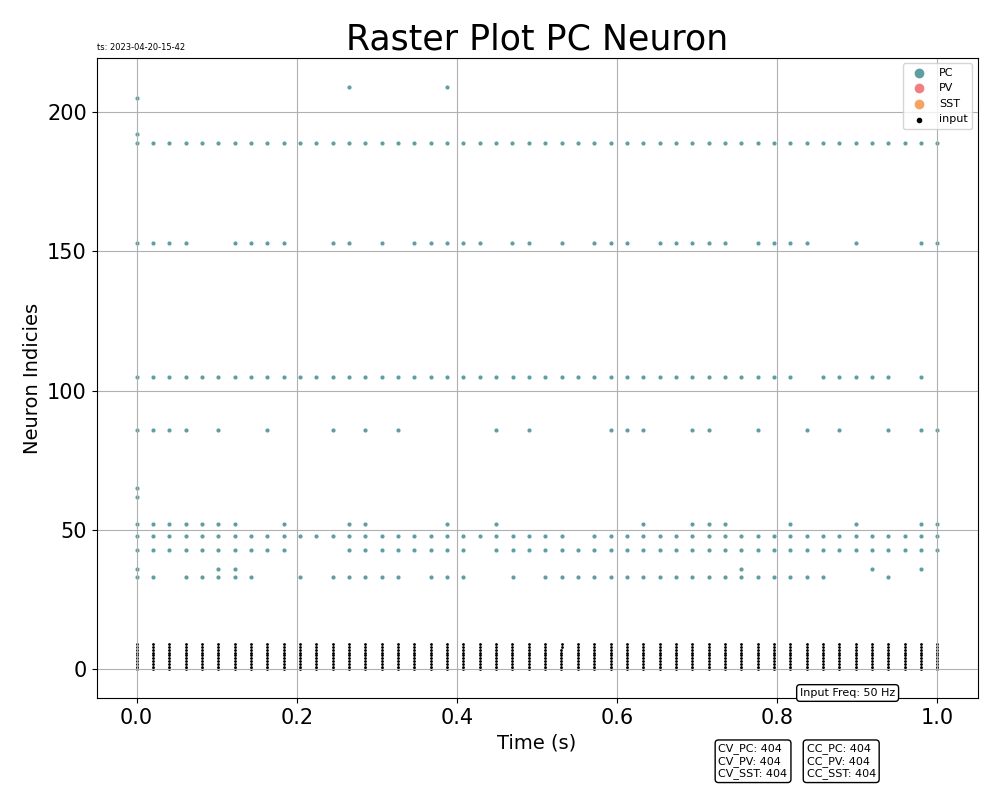 Raster Plot PC Neuron
ts: 2023-04-20-15-42
PC
PV
SST
input
200
150
100
50
0
Neuron Indicies
0.0 0.2 0.4 0.6 0.8 1.0
Time (s)
Input Freq: 50 Hz
CV_PC: 404
CV_PV: 404
CV_SST: 404
CC_PC: 404
CC_PV: 404
CC_SST: 404